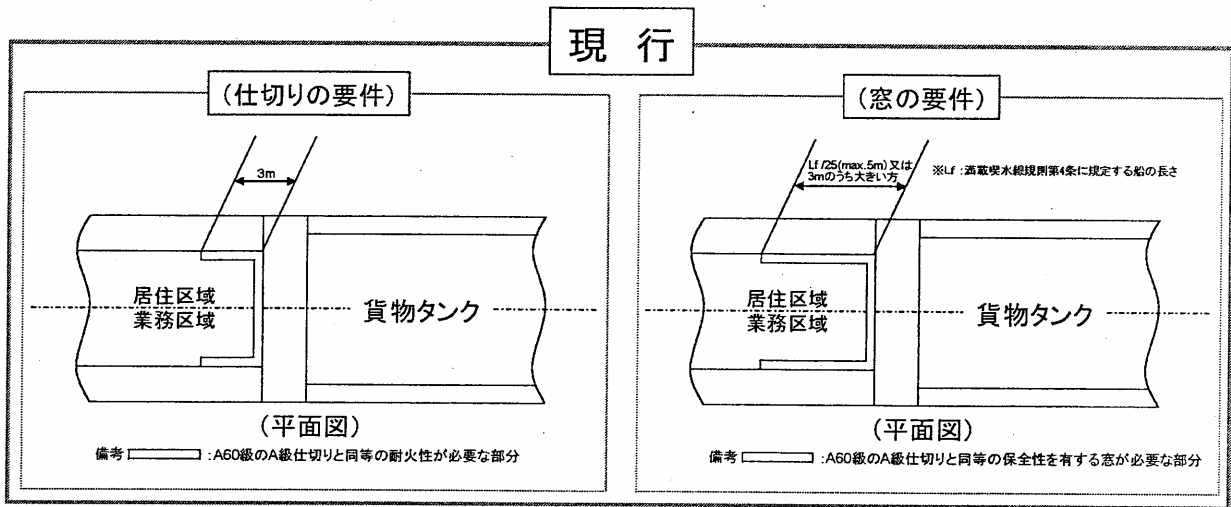 現 行
(仕切りの要件)
3m
居住区域
業務区域
貨物タンク
(平面図)
備考 :A60級のA級仕切りと同等の耐火性が必要な部分
(窓の要件)
Lf/25(max.5m)又は
3mのうち大きい方
※Lf:満載喫水線規則第4条に規定する船の長さ
居住区域
業務区域
貨物タンク
(平面図)
備考 :A60級のA級仕切りと同等の保全性を有する窓が必要な部分